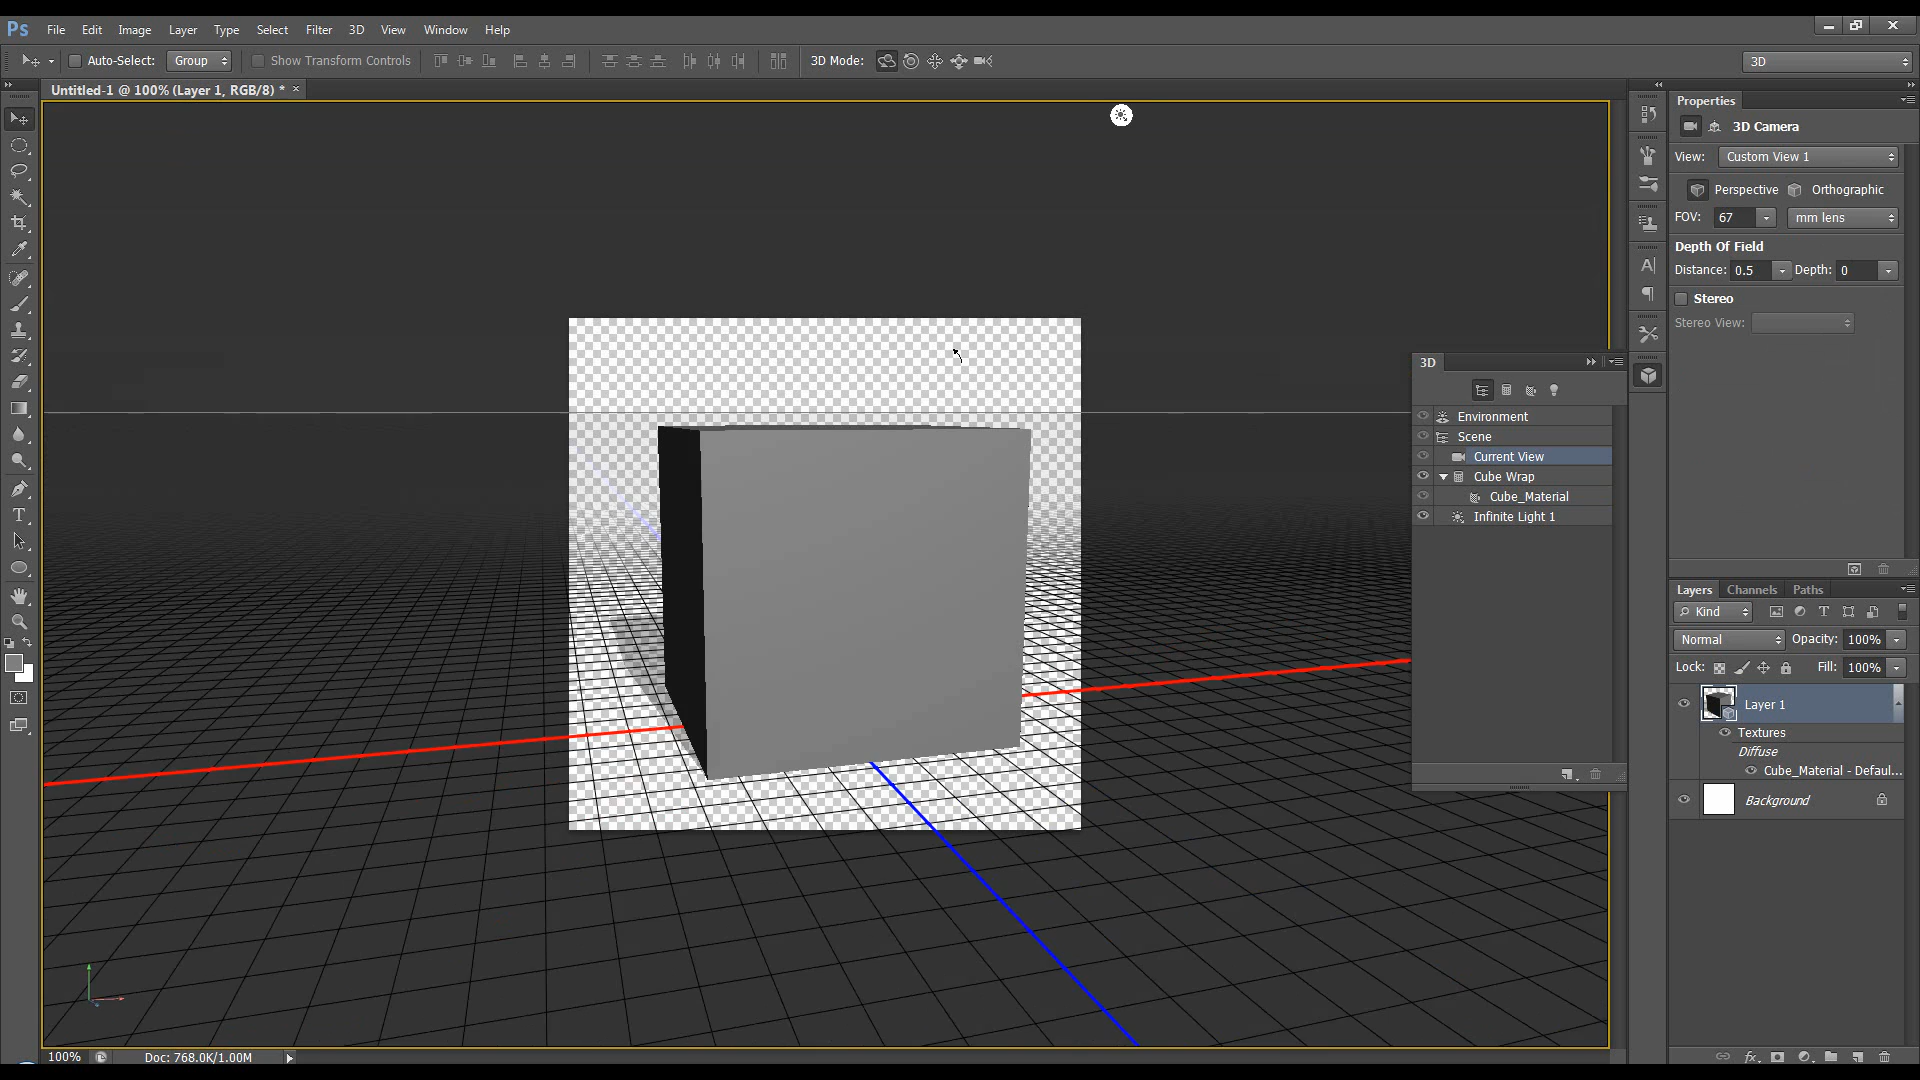 Ps File Edit Image Layer Type Select Filter 3D View Window Help
Auto-Select: Group Show Transform Controls 3D Mode: 3D
Untitled-1 @ 100% (Layer 1, RGB/8) * ×
Properties
3D Camera
View: Custom View 1
Perspective Orthographic
FOV: 67 mm lens
Depth Of Field
Distance: 0.5 Depth: 0
Stereo
Stereo View:
3D
Environment
Scene
Current View
Cube Wrap
Cube_Material
Infinite Light 1
Layers Channels Paths
Kind
Normal Opacity: 100%
Lock: Fill: 100%
Layer 1
Textures
Diffuse
Cube_Material - Defaul...
Background
100% Doc: 768.0K/1.00M